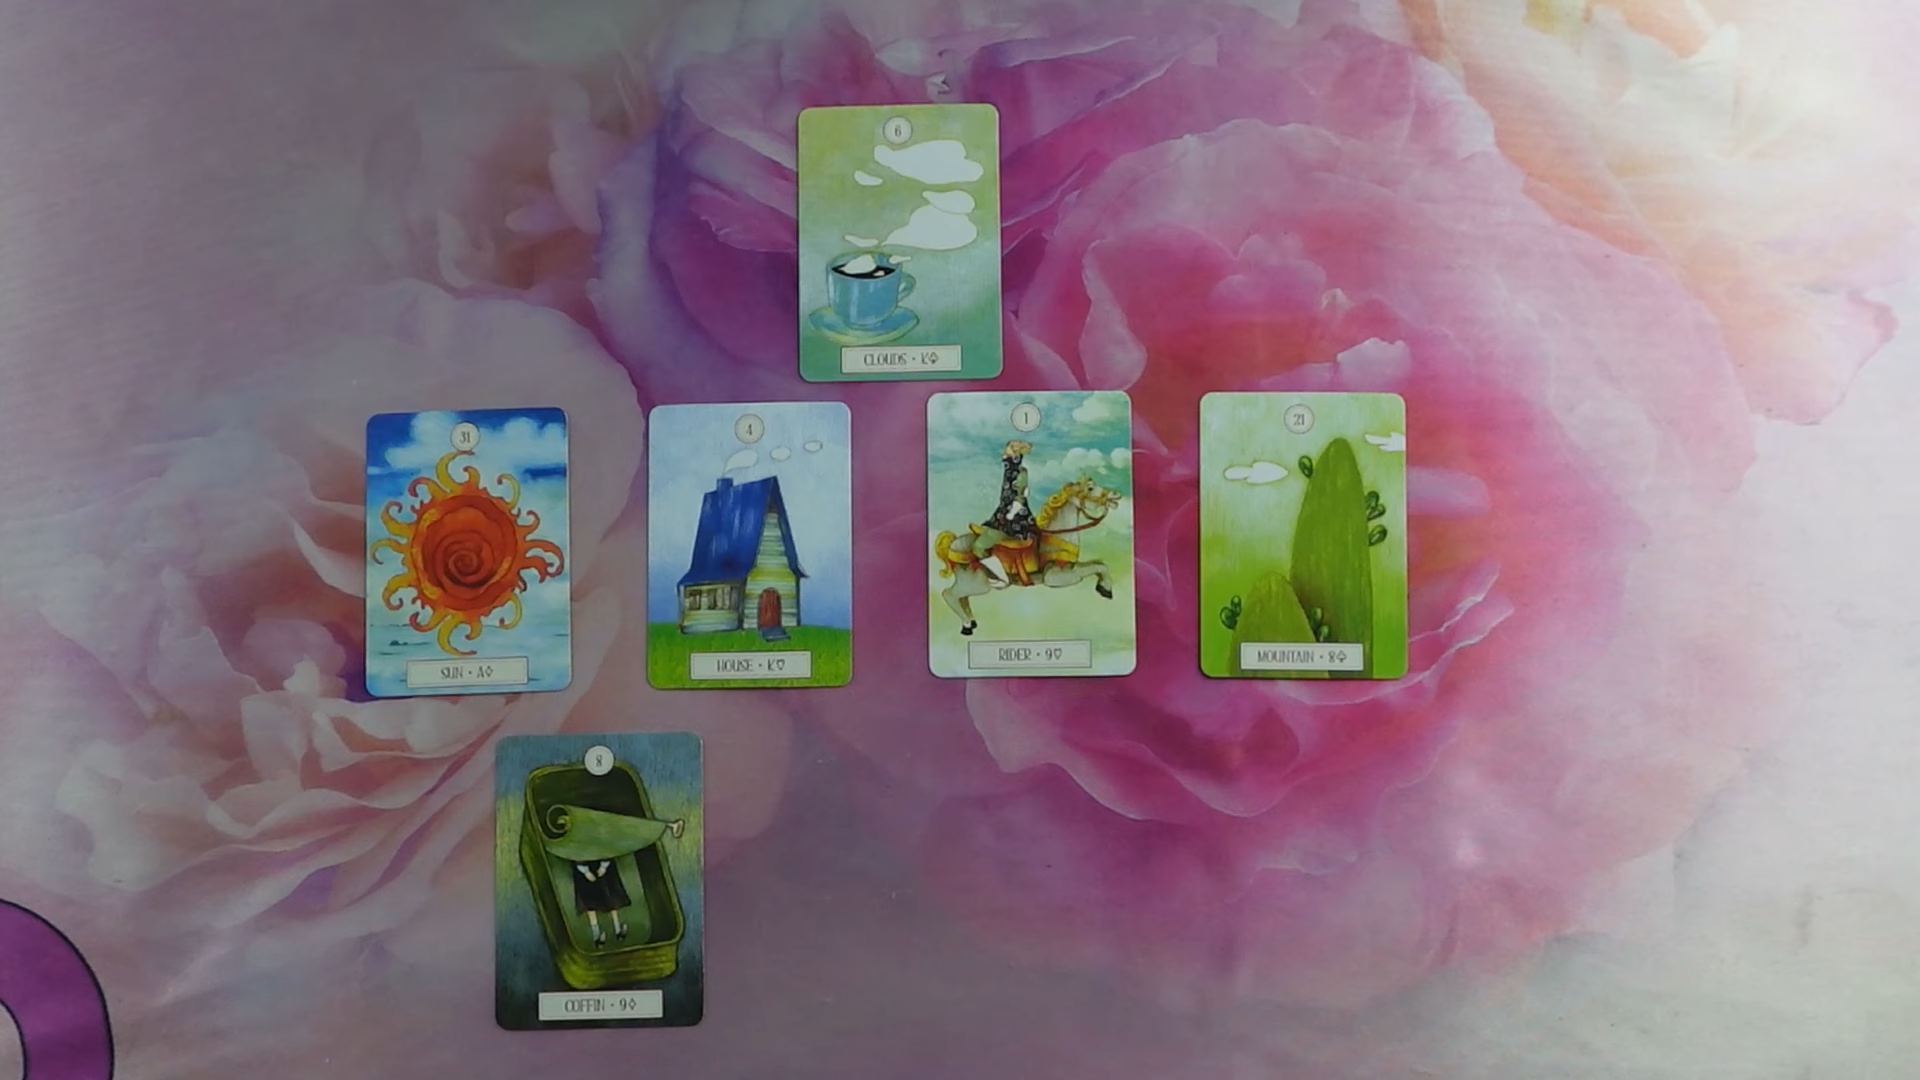 6
CLOUDS · K♧
31
SUN · A♢
4
HOUSE · K♡
1
RIDER · 9♡
21
MOUNTAIN · 8♧
8
COFFIN · 9♢